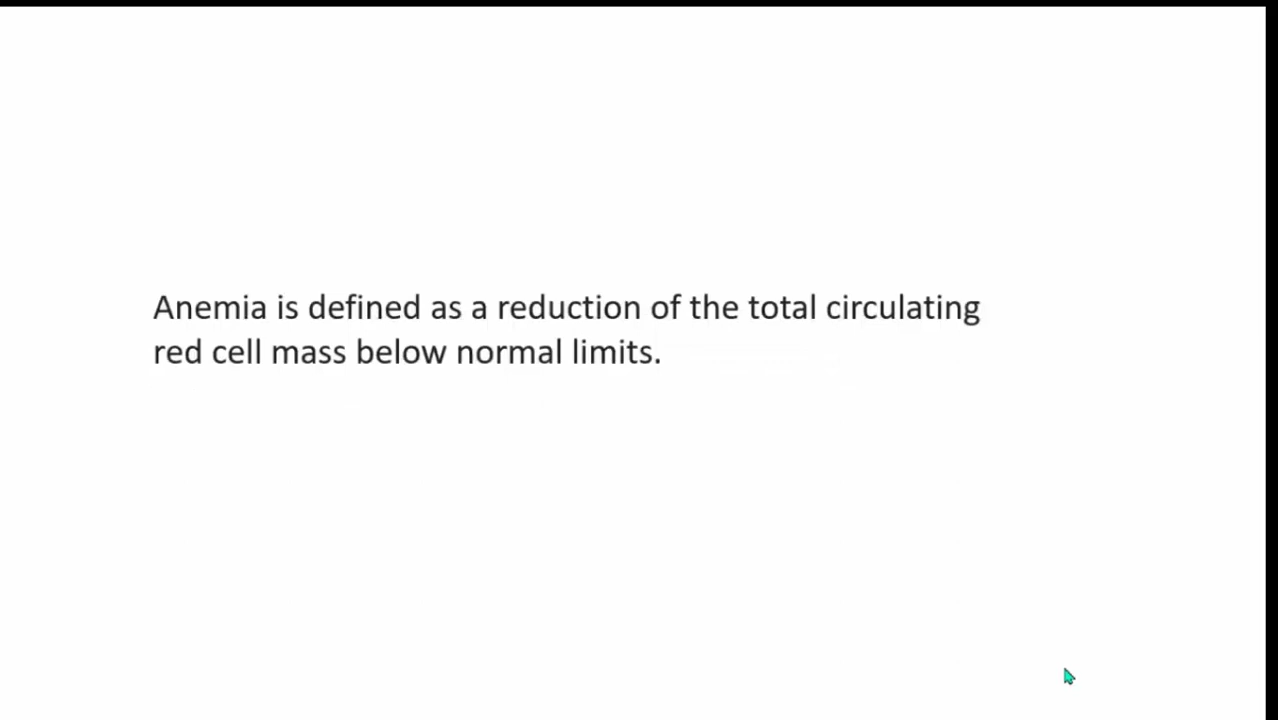 Anemia is defined as a reduction of the total circulating
red cell mass below normal limits.